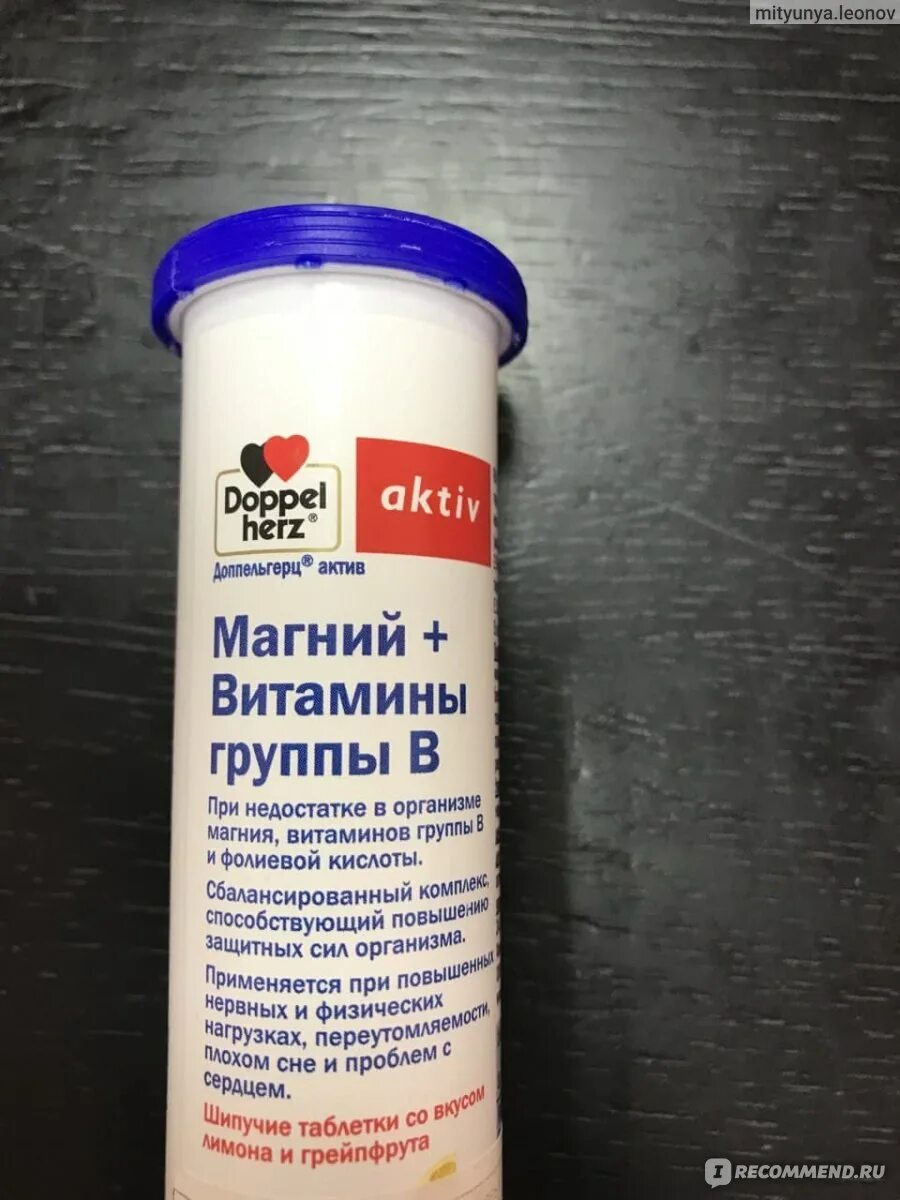 mityunya.leonov
Doppel
herz®
aktiv
Доппельгерц® актив
Магний +
Витамины
группы В
При недостатке в организме
магния, витаминов группы В
и фолиевой кислоты.
Сбалансированный комплекс,
способствующий повышению
защитных сил организма.
Применяется при повышенных
нервных и физических
нагрузках, переутомляемости,
плохом сне и проблем с
сердцем.
Шипучие таблетки со вкусом
лимона и грейпфрута
IRECOMMEND.RU